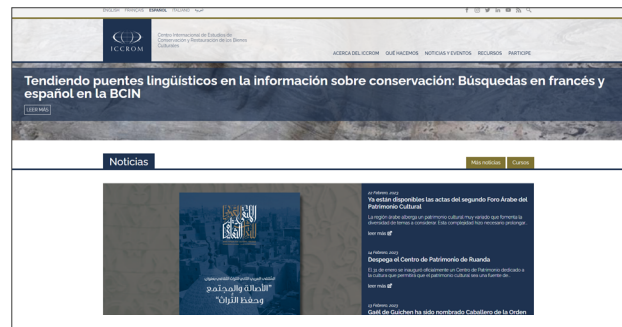 ENGLISH FRANÇAIS ESPAÑOL ITALIANO
ICCROM
Centro Internacional de Estudios de
Conservación y Restauración de los Bienes
Culturales
ACERCA DEL ICCROM QUÉ HACEMOS NOTICIAS Y EVENTOS RECURSOS PARTICIPE
Tendiendo puentes lingüísticos en la información sobre conservación: Búsquedas en francés y
español en la BCIN
LEER MÁS
Noticias
Más noticias Cursos
"الأصالة والمجتمع
وحفظ التراث"
22 Febrero, 2023
Ya están disponibles las actas del segundo Foro Árabe del
Patrimonio Cultural
La región árabe alberga un patrimonio cultural muy variado que fomenta la
diversidad de temas a considerar. Esta complejidad hizo necesario prolongar...
leer más
14 Febrero, 2023
Despega el Centro de Patrimonio de Ruanda
El 31 de enero se inauguró oficialmente un Centro de Patrimonio dedicado a
la cultura que permitirá que el patrimonio cultural sea una fuente de...
leer más
13 Febrero, 2023
Gaël de Guichen ha sido nombrado Caballero de la Orden